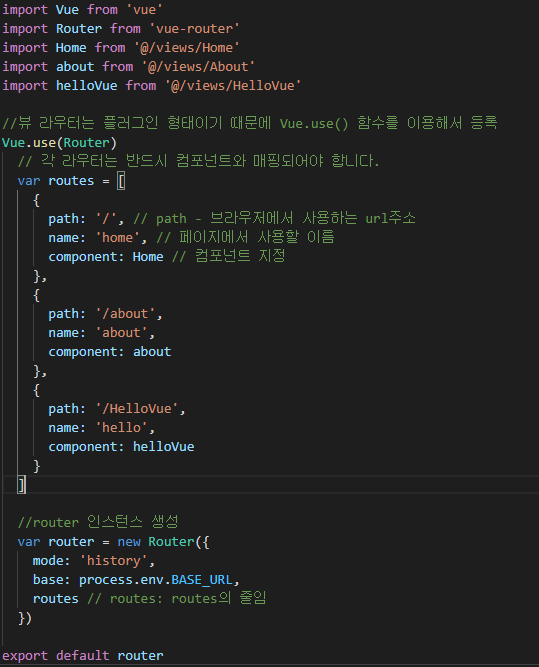 import Vue from 'vue'
import Router from 'vue-router'
import Home from '@/views/Home'
import about from '@/views/About'
import helloVue from '@/views/HelloVue'
//뷰 라우터는 플러그인 형태이기 때문에 Vue.use() 함수를 이용해서 등록
Vue.use(Router)
// 각 라우터는 반드시 컴포넌트와 매핑되어야 합니다.
var routes = [
{
path: '/', // path - 브라우저에서 사용하는 url주소
name: 'home', // 페이지에서 사용할 이름
component: Home // 컴포넌트 지정
},
{
path: '/about',
name: 'about',
component: about
},
{
path: '/HelloVue',
name: 'hello',
component: helloVue
}
]
//router 인스턴스 생성
var router = new Router({
mode: 'history',
base: process.env.BASE_URL,
routes // routes: routes의 줄임
})
export default router